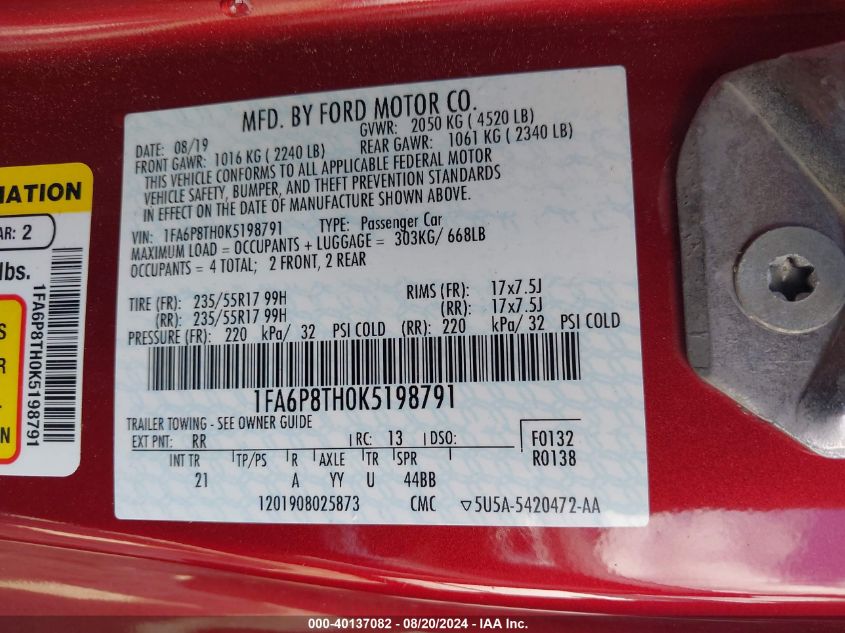 MFD. BY FORD MOTOR CO.
DATE: 08/19 GVWR: 2050 KG ( 4520 LB)
FRONT GAWR: 1016 KG ( 2240 LB) REAR GAWR: 1061 KG ( 2340 LB)
THIS VEHICLE CONFORMS TO ALL APPLICABLE FEDERAL MOTOR
VEHICLE SAFETY, BUMPER, AND THEFT PREVENTION STANDARDS
IN EFFECT ON THE DATE OF MANUFACTURE SHOWN ABOVE.
VIN: 1FA6P8TH0K5198791 TYPE: Passenger Car
MAXIMUM LOAD = OCCUPANTS + LUGGAGE = 303KG/ 668LB
OCCUPANTS = 4 TOTAL; 2 FRONT, 2 REAR
TIRE (FR): 235/55R17 99H RIMS (FR): 17x7.5J
(RR): 235/55R17 99H (RR): 17x7.5J
PRESSURE (FR): 220 kPa/ 32 PSI COLD (RR): 220 kPa/ 32 PSI COLD
1FA6P8TH0K5198791
TRAILER TOWING - SEE OWNER GUIDE
EXT PNT: RR RC: 13 DSO: F0132
R0138
INT TR TP/PS R AXLE TR SPR
21 A YY U 44BB
1201908025873 CMC ▽5U5A-5420472-AA
MATION
AR: 2
lbs.
1FA6P8TH0K5198791
000-40137082 - 08/20/2024 - IAA Inc.